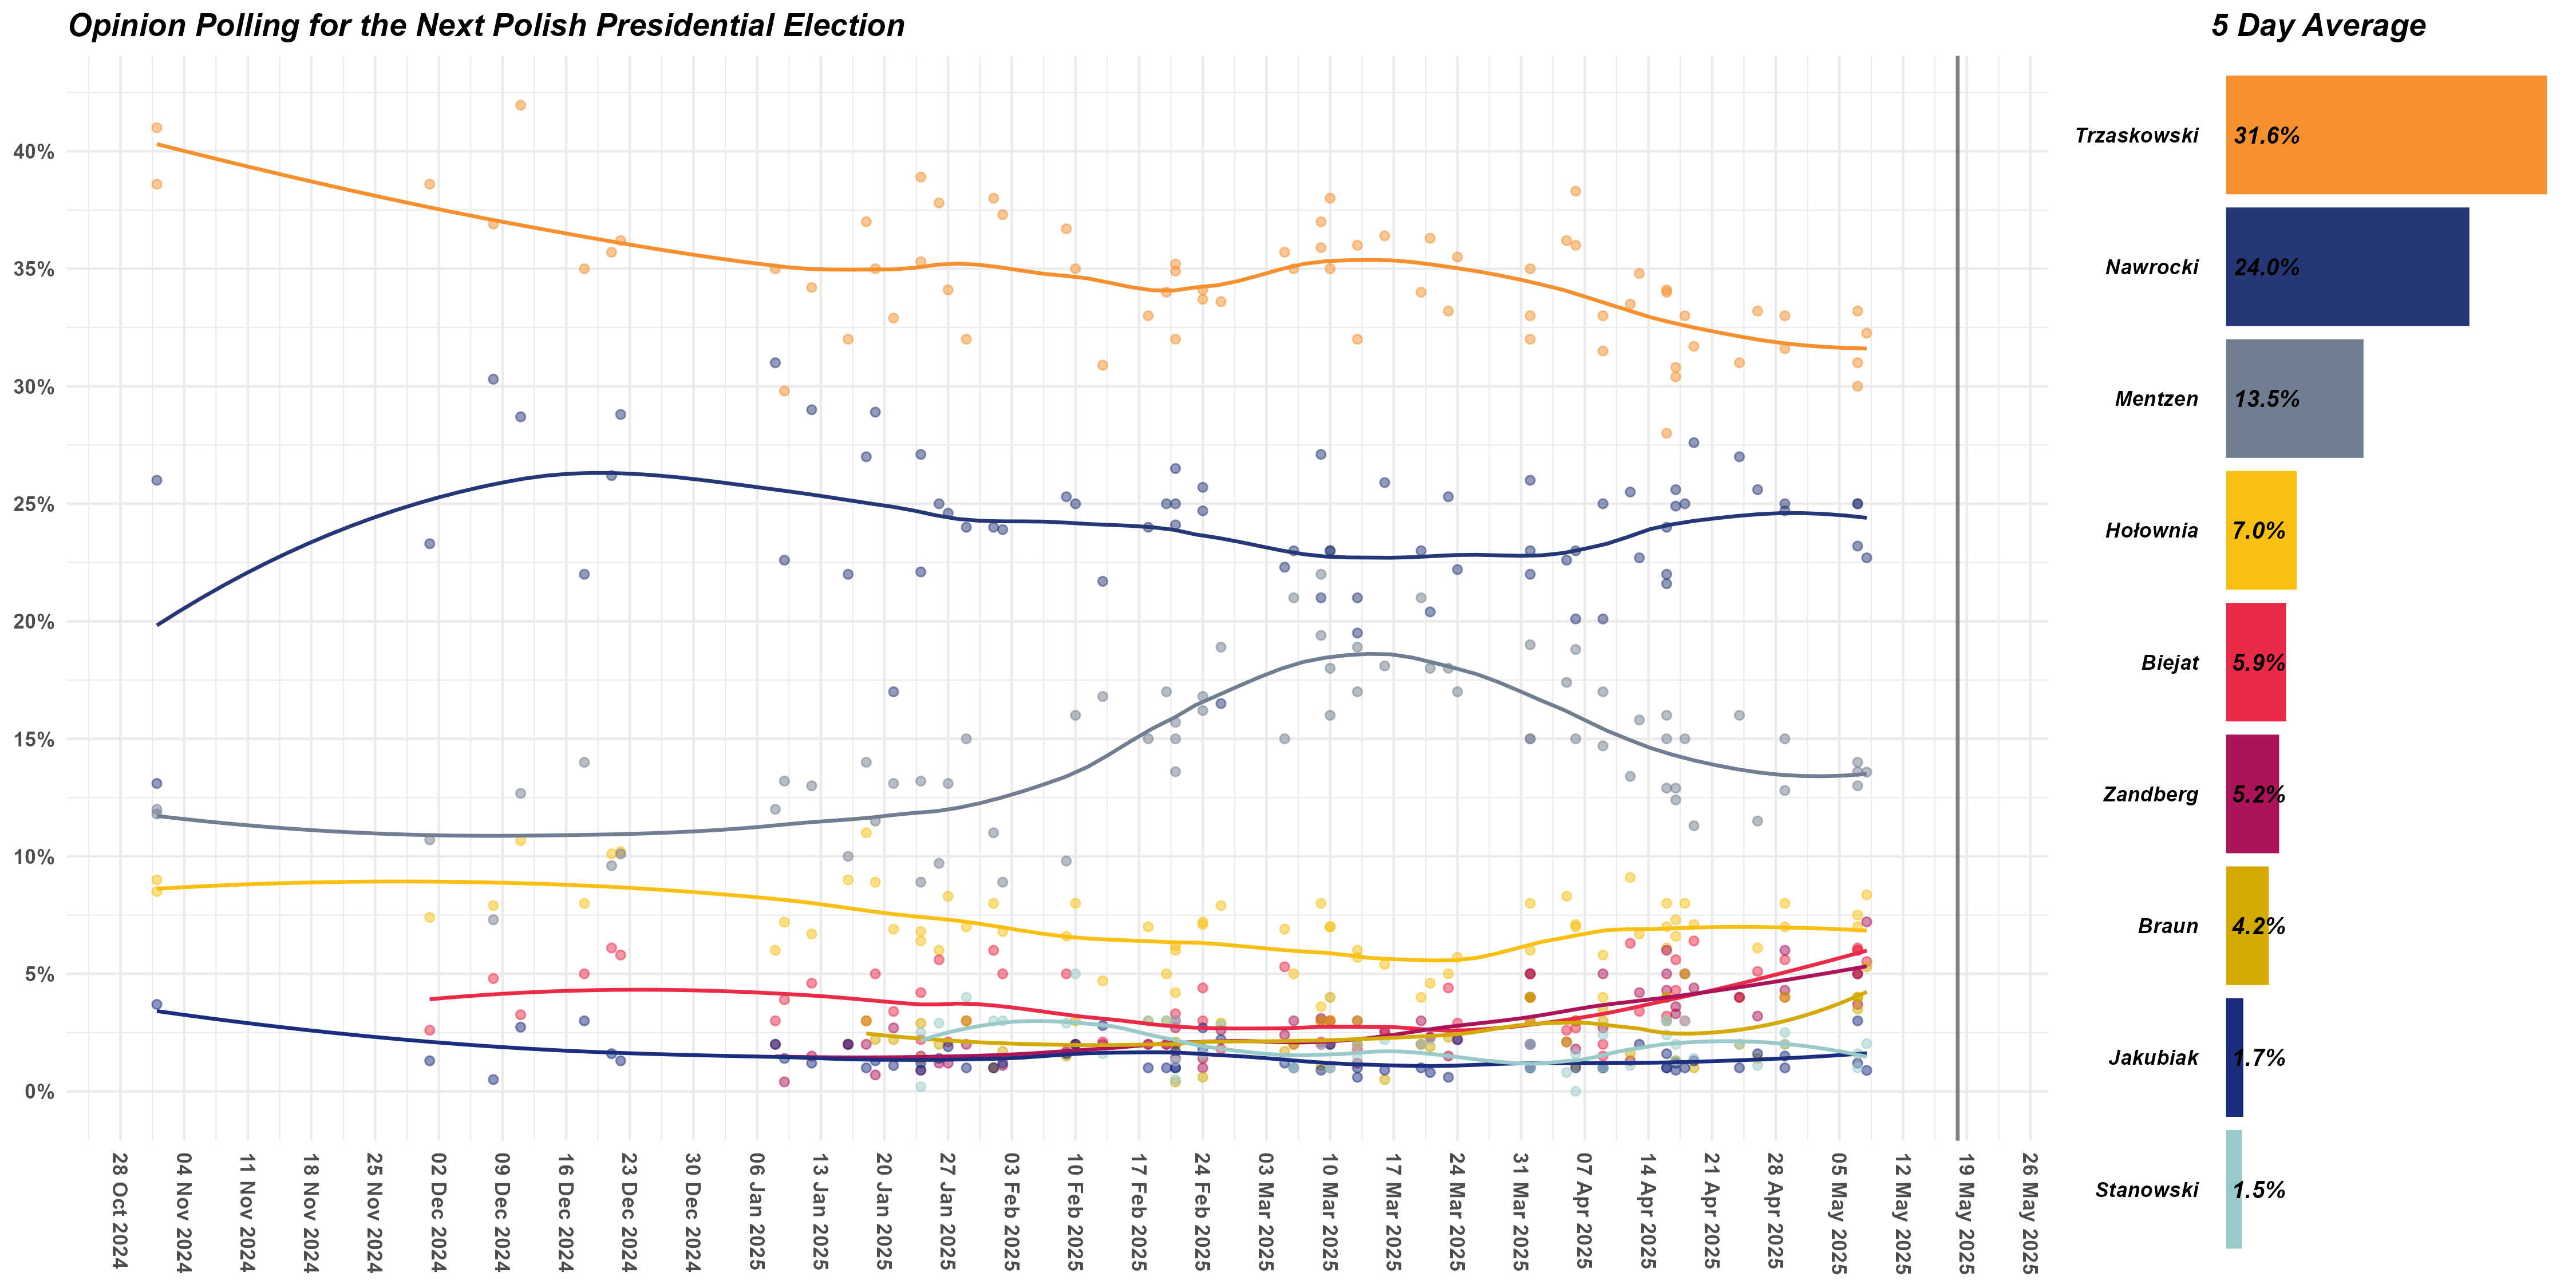 Opinion Polling for the Next Polish Presidential Election
5 Day Average
40%
35%
30%
25%
20%
15%
10%
5%
0%
28 Oct 2024
04 Nov 2024
11 Nov 2024
18 Nov 2024
25 Nov 2024
02 Dec 2024
09 Dec 2024
16 Dec 2024
23 Dec 2024
30 Dec 2024
06 Jan 2025
13 Jan 2025
20 Jan 2025
27 Jan 2025
03 Feb 2025
10 Feb 2025
17 Feb 2025
24 Feb 2025
03 Mar 2025
10 Mar 2025
17 Mar 2025
24 Mar 2025
31 Mar 2025
07 Apr 2025
14 Apr 2025
21 Apr 2025
28 Apr 2025
05 May 2025
12 May 2025
19 May 2025
26 May 2025
Trzaskowski 31.6%
Nawrocki 24.0%
Mentzen 13.5%
Hołownia 7.0%
Biejat 5.9%
Zandberg 5.2%
Braun 4.2%
Jakubiak 1.7%
Stanowski 1.5%